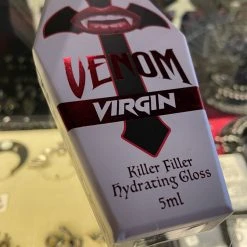 VENOM
VIRGIN
Killer Filler
Hydrating Gloss
5ml